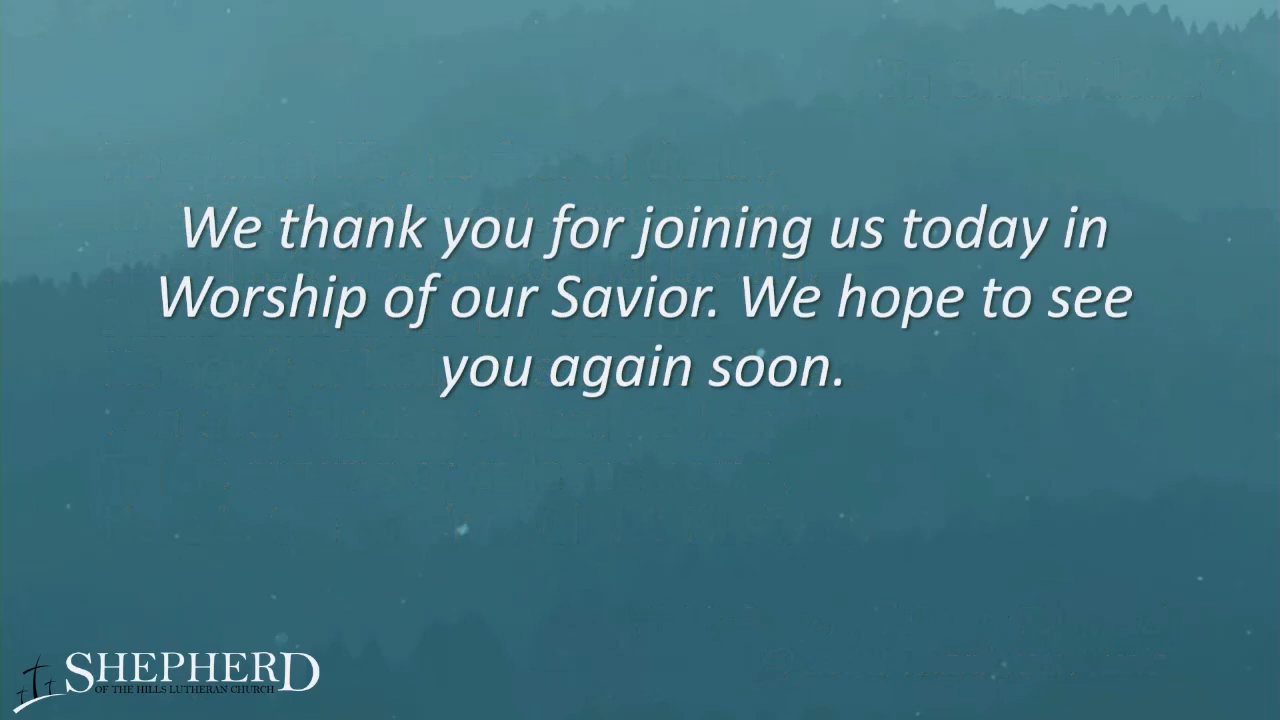 We thank you for joining us today in
Worship of our Savior. We hope to see
you again soon.
SHEPHERD
OF THE HILLS LUTHERAN CHURCH